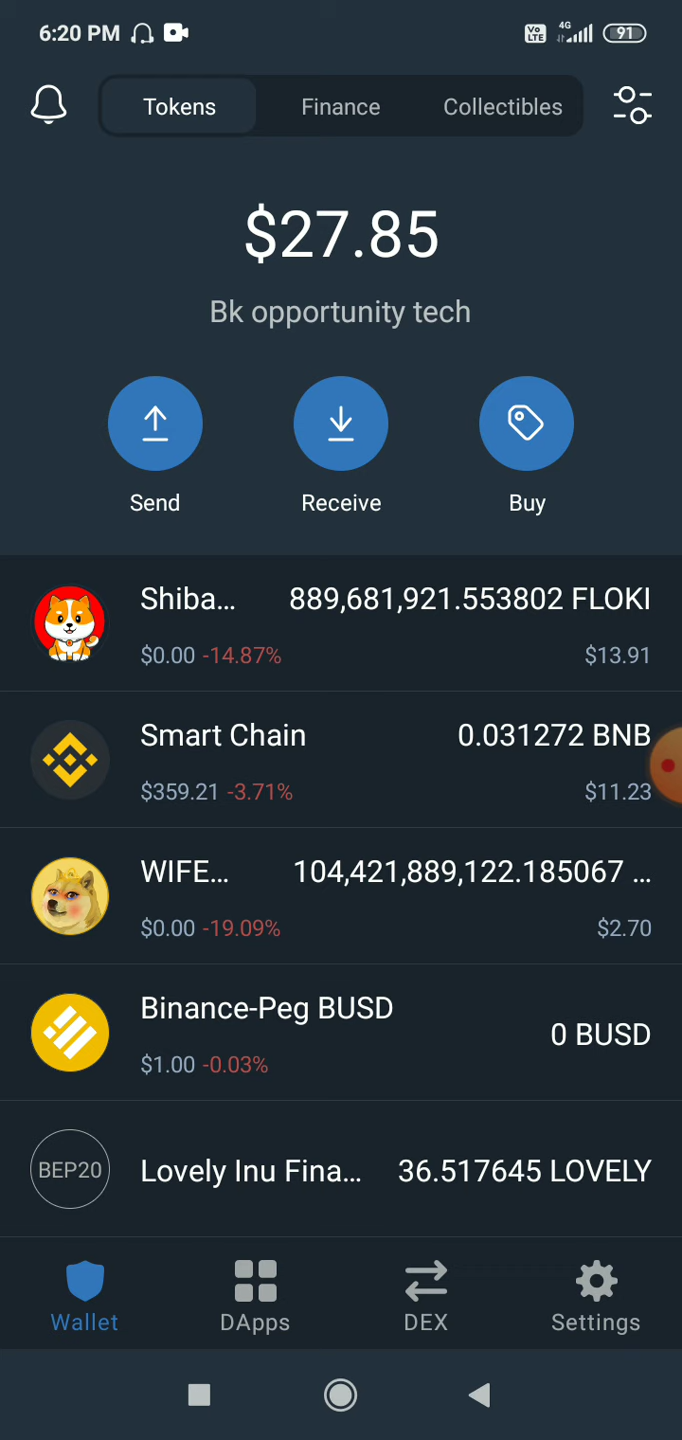 6:20 PM Vo LTE 4G 91
Tokens Finance Collectibles
$27.85
Bk opportunity tech
Send Receive Buy
Shiba... 889,681,921.553802 FLOKI
$0.00 -14.87% $13.91
Smart Chain 0.031272 BNB
$359.21 -3.71% $11.23
WIFE... 104,421,889,122.185067 ...
$0.00 -19.09% $2.70
Binance-Peg BUSD
0 BUSD
$1.00 -0.03%
BEP20 Lovely Inu Fina... 36.517645 LOVELY
Wallet DApps DEX Settings